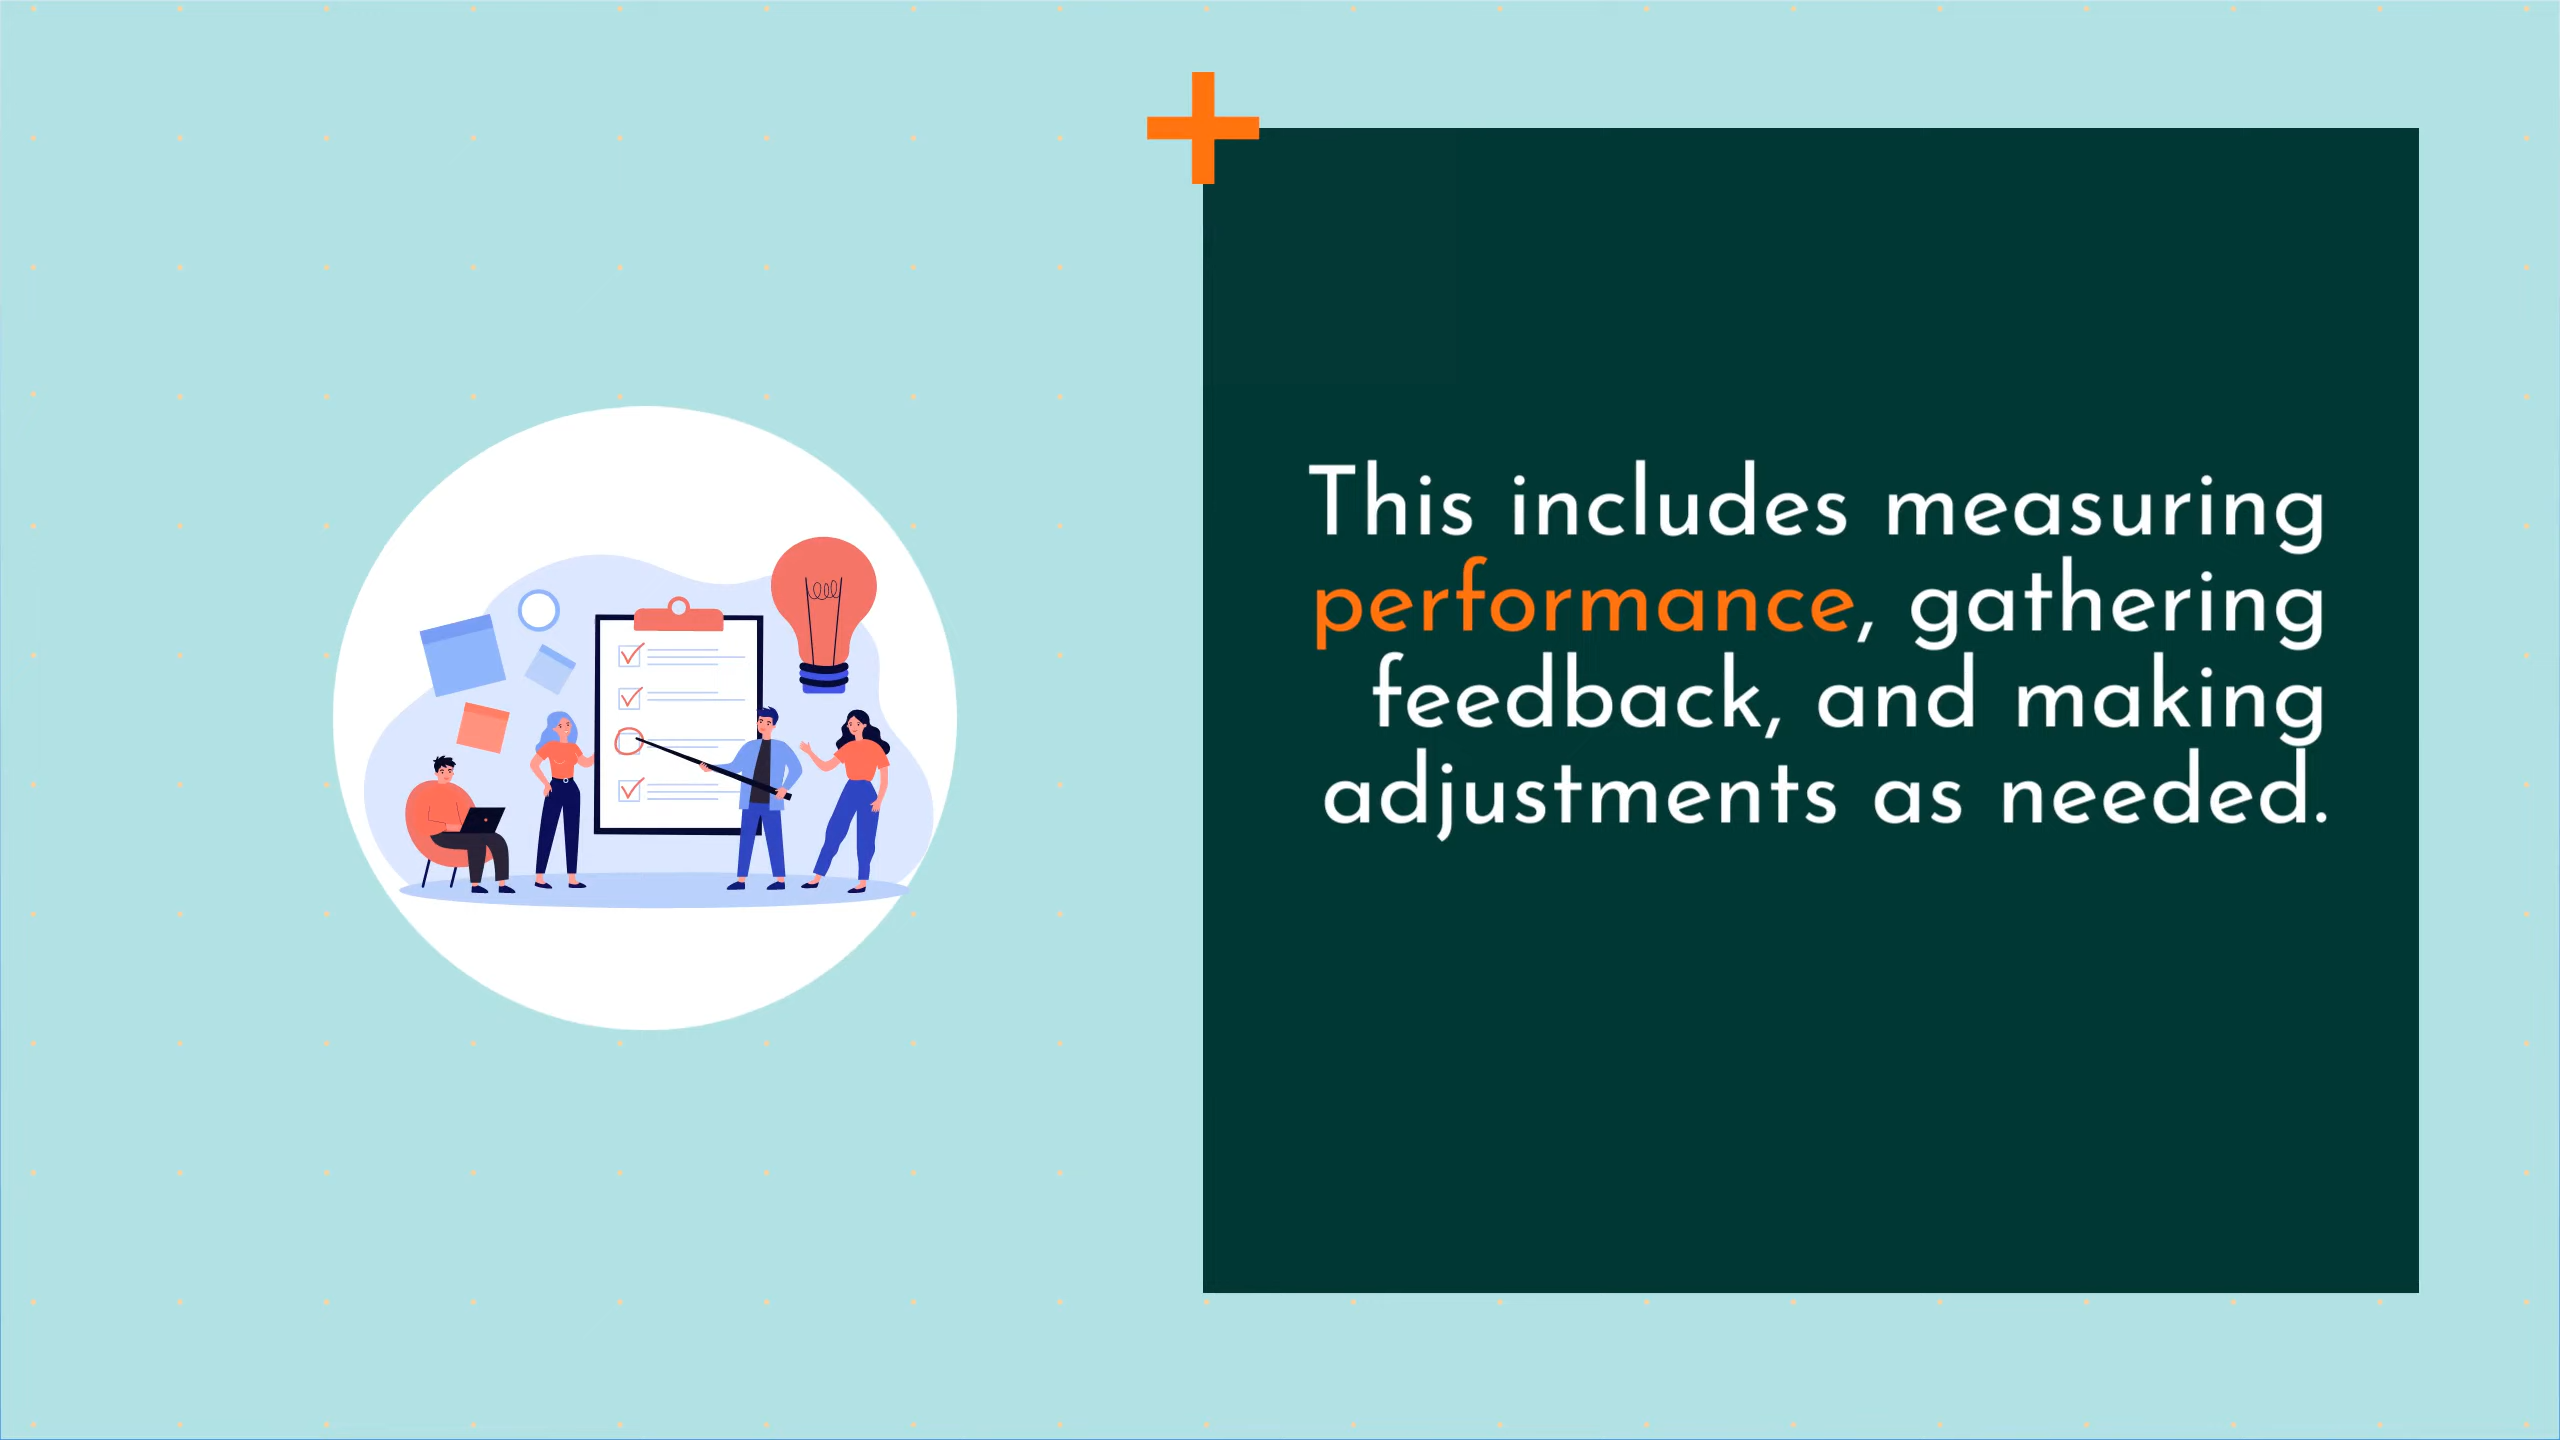 This includes measuring
performance, gathering
feedback, and making
adjustments as needed.